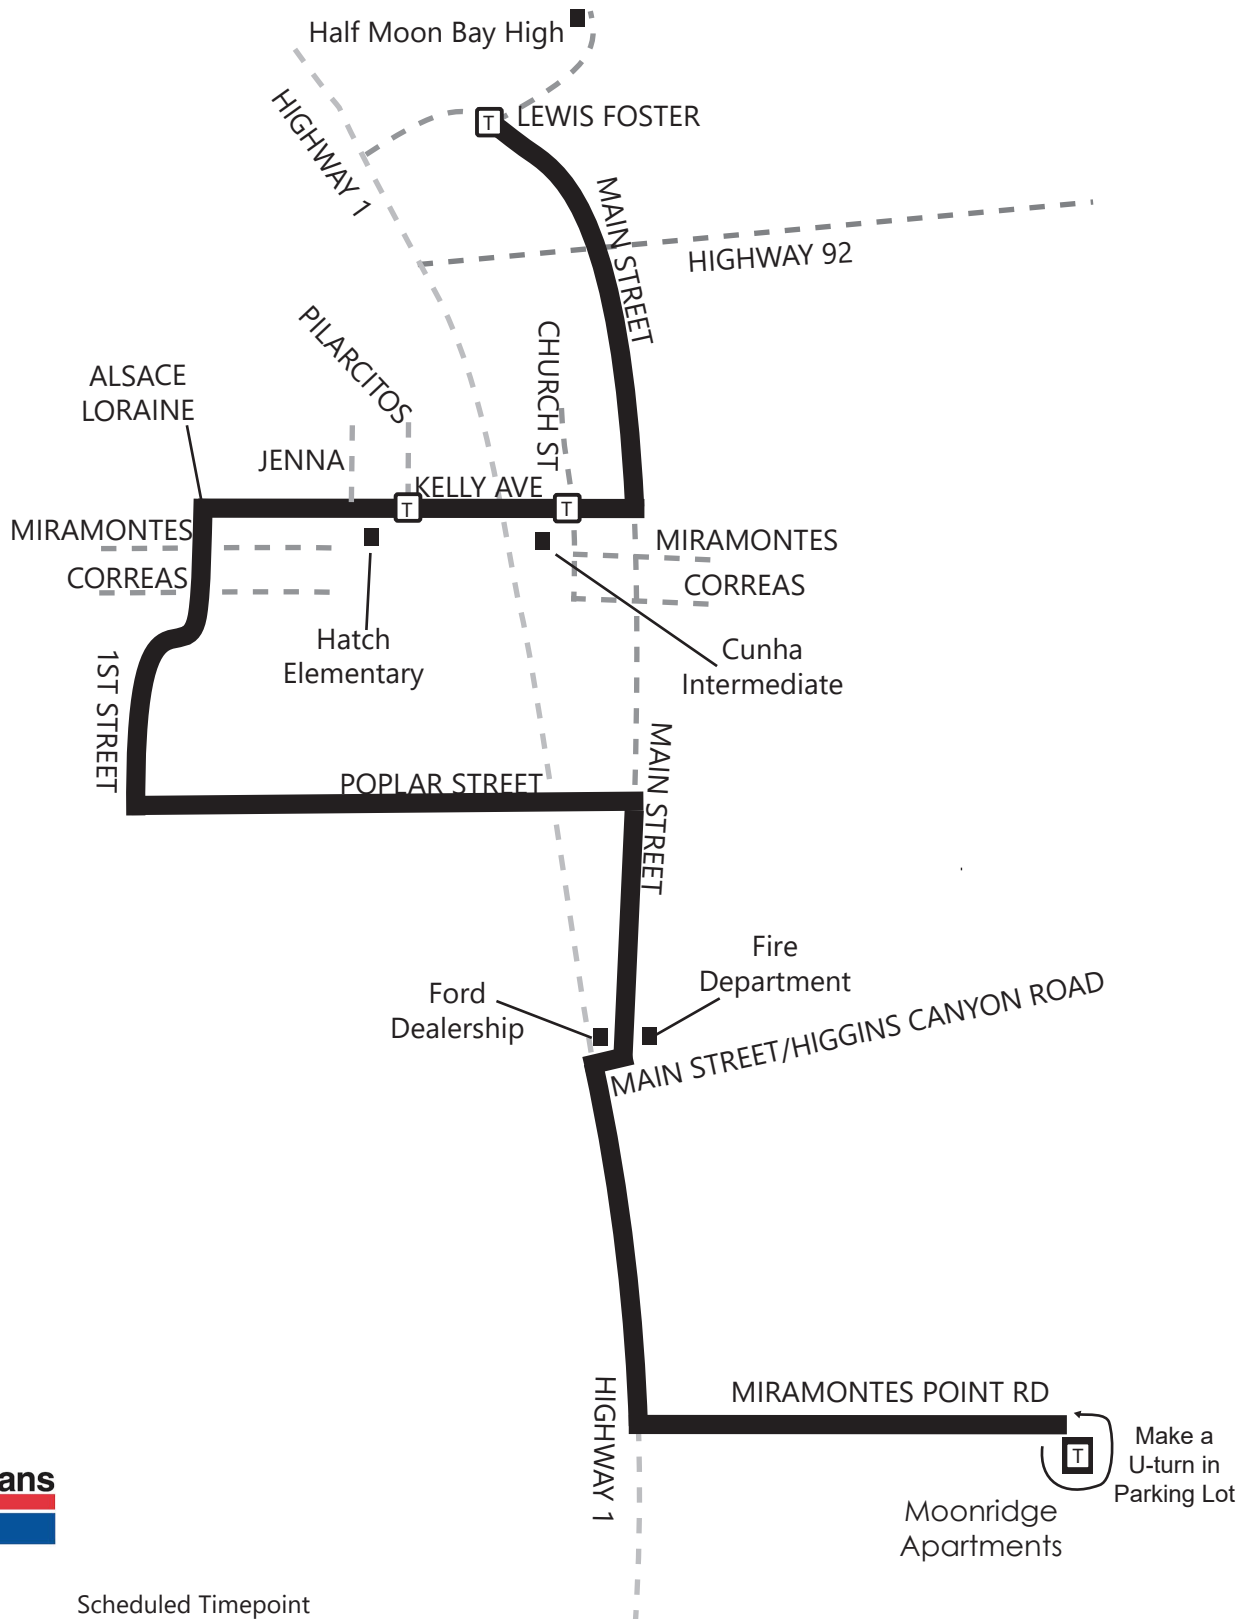 Half Moon Bay High
T
LEWIS FOSTER
HIGHWAY 1
MAIN STREET
HIGHWAY 92
PILARCITOS
CHURCH ST
ALSACE
LORAINE
JENNA
KELLY AVE
T
T
MIRAMONTES
MIRAMONTES
CORREAS
CORREAS
Hatch
Elementary
Cunha
Intermediate
1ST STREET
MAIN STREET
POPLAR STREET
Fire
Department
Ford
Dealership
MAIN STREET/HIGGINS CANYON ROAD
HIGHWAY 1
MIRAMONTES POINT RD
T
Make a
U-turn in
Parking Lot
Moonridge
Apartments
ans
Scheduled Timepoint